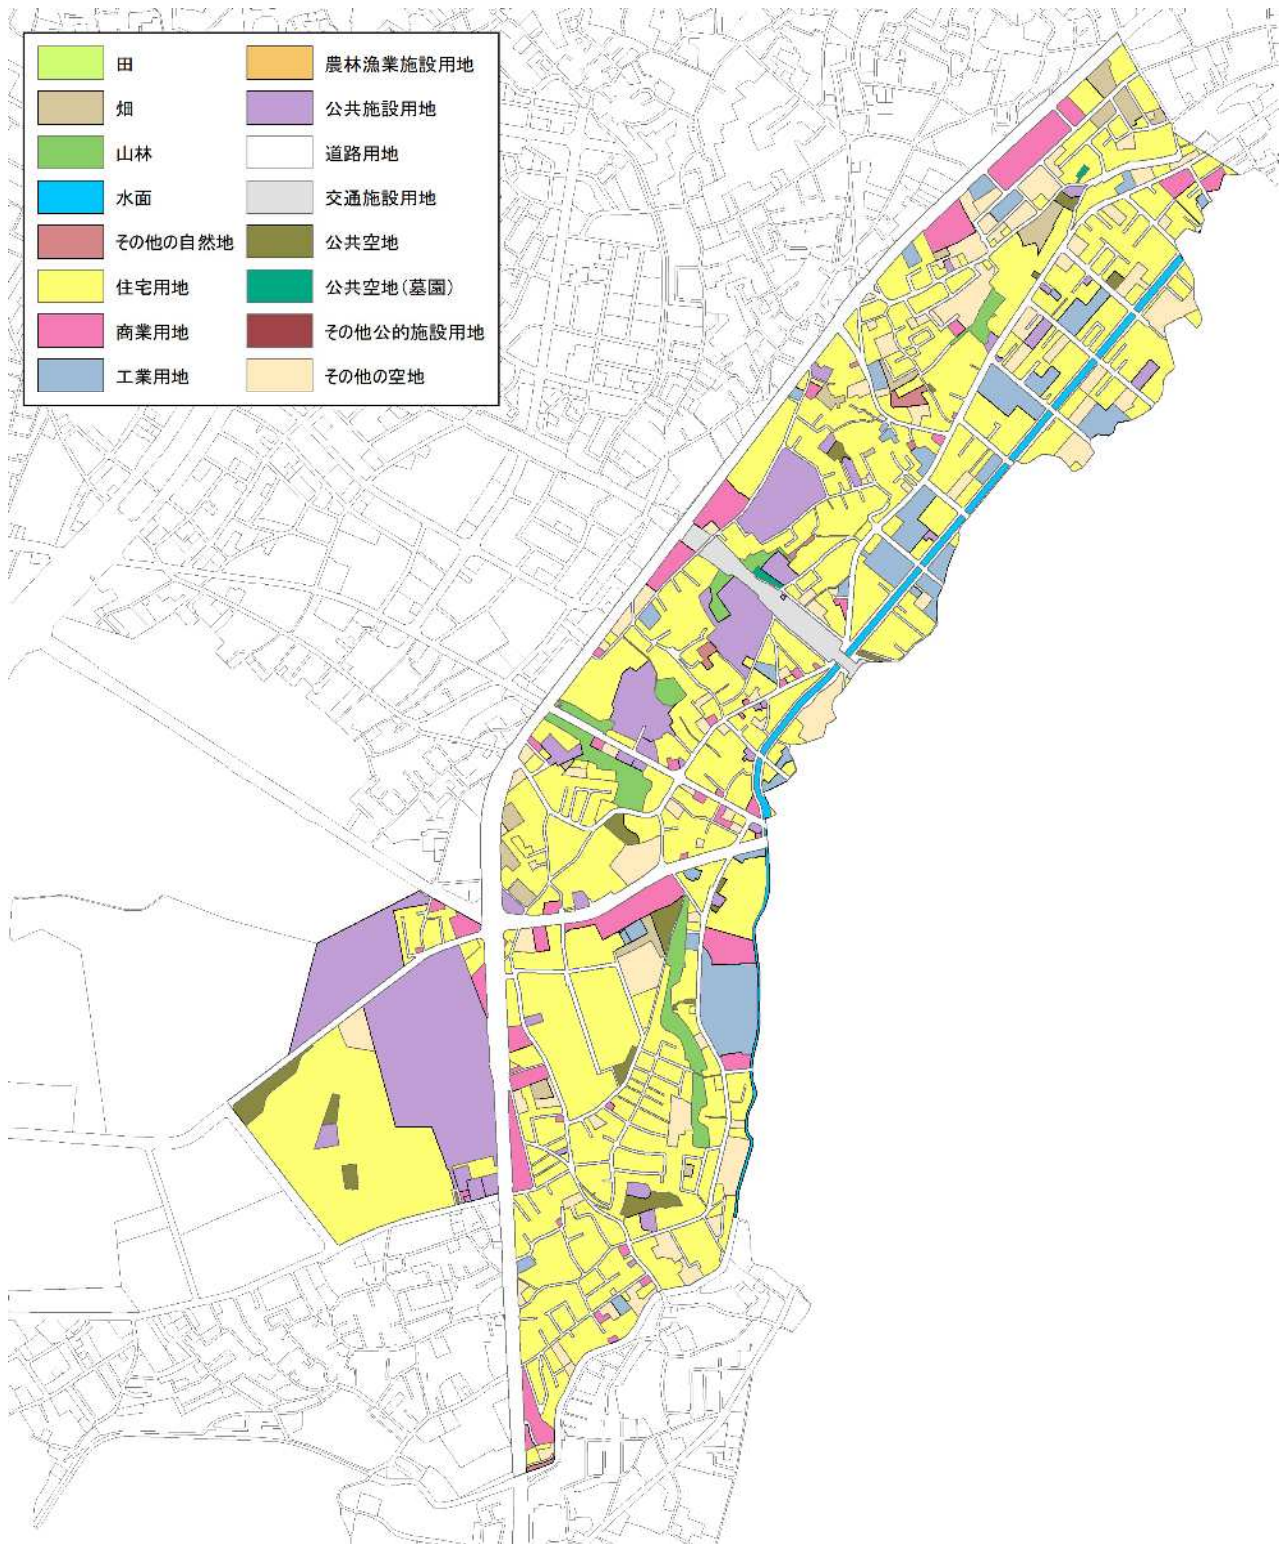 田
畑
山林
水面
その他の自然地
住宅用地
商業用地
工業用地
農林漁業施設用地
公共施設用地
道路用地
交通施設用地
公共空地
公共空地(墓園)
その他公的施設用地
その他の空地